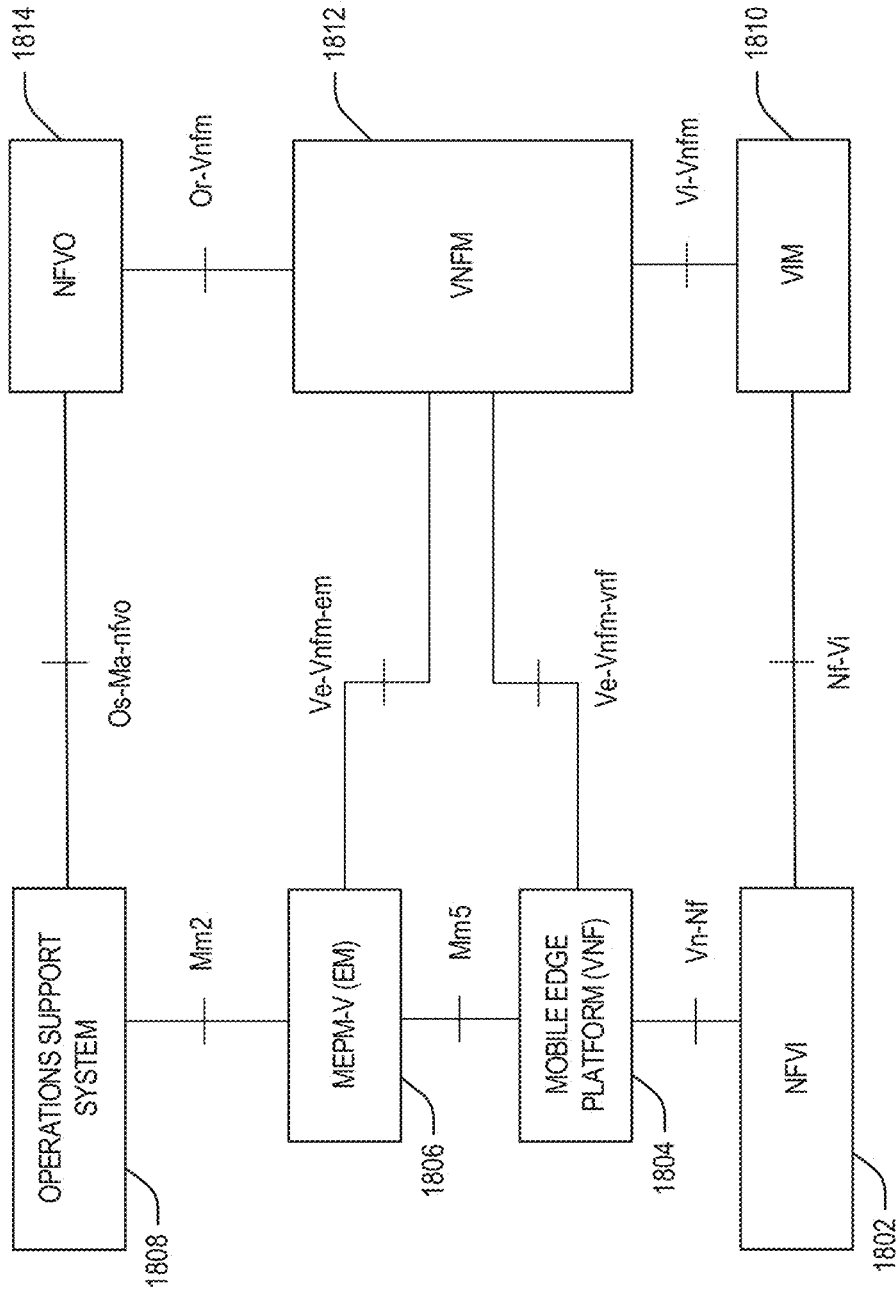 1814
NFVO
Or-Vnfm
1812
VNFM
Vi-Vnfm
1810
VIM
Os-Ma-nfvo
Ve-Vnfm-em
Ve-Vnfm-vnf
Nf-Vi
OPERATIONS SUPPORT
SYSTEM
1808
Mm2
MEPM-V (EM)
1806
Mm5
MOBILE EDGE
PLATFORM (VNF)
1804
Vn-Nf
NFVI
1802